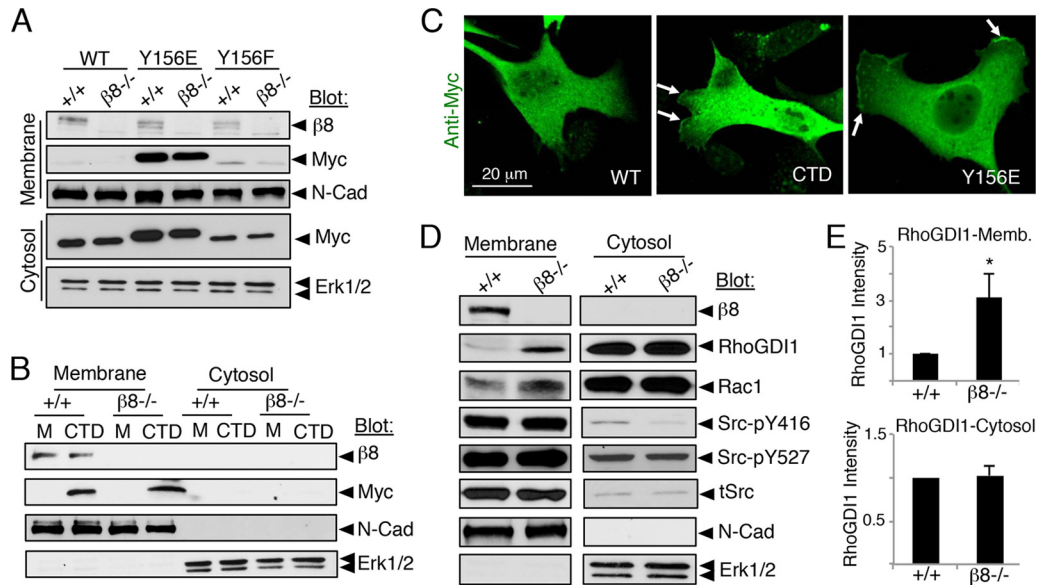 A
WT Y156E Y156F
+/+ β8-/- +/+ β8-/- +/+ β8-/- Blot:
Membrane
β8
Myc
N-Cad
Cytosol
Myc
Erk1/2
B
Membrane Cytosol
+/+ β8-/- +/+ β8-/-
M CTD M CTD M CTD M CTD Blot:
β8
Myc
N-Cad
Erk1/2
C
Anti-Myc
20 μm
WT
CTD
Y156E
D
Membrane Cytosol
+/+ β8-/- +/+ β8-/- Blot:
β8
RhoGDI1
Rac1
Src-pY416
Src-pY527
tSrc
N-Cad
Erk1/2
E
RhoGDI1-Memb.
RhoGDI1 Intensity
5
3
1
*
+/+ β8-/-
RhoGDI1-Cytosol
RhoGDI1 Intensity
1.5
1
0.5
+/+ β8-/-